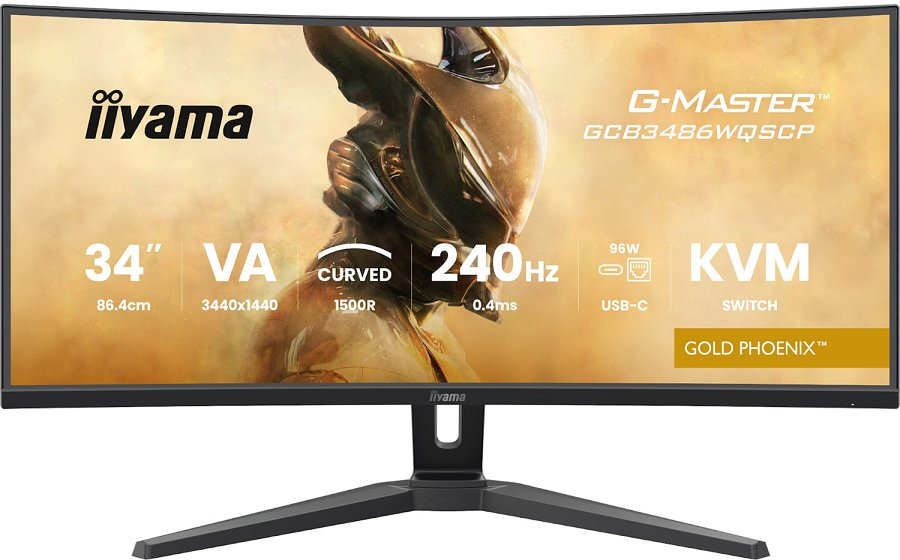 iiyama
G-MASTER™
GCB3486WQSCP
34″
86.4cm
VA
3440x1440
CURVED
1500R
240Hz
0.4ms
96W
USB-C
KVM
SWITCH
GOLD PHOENIX™
iiyama